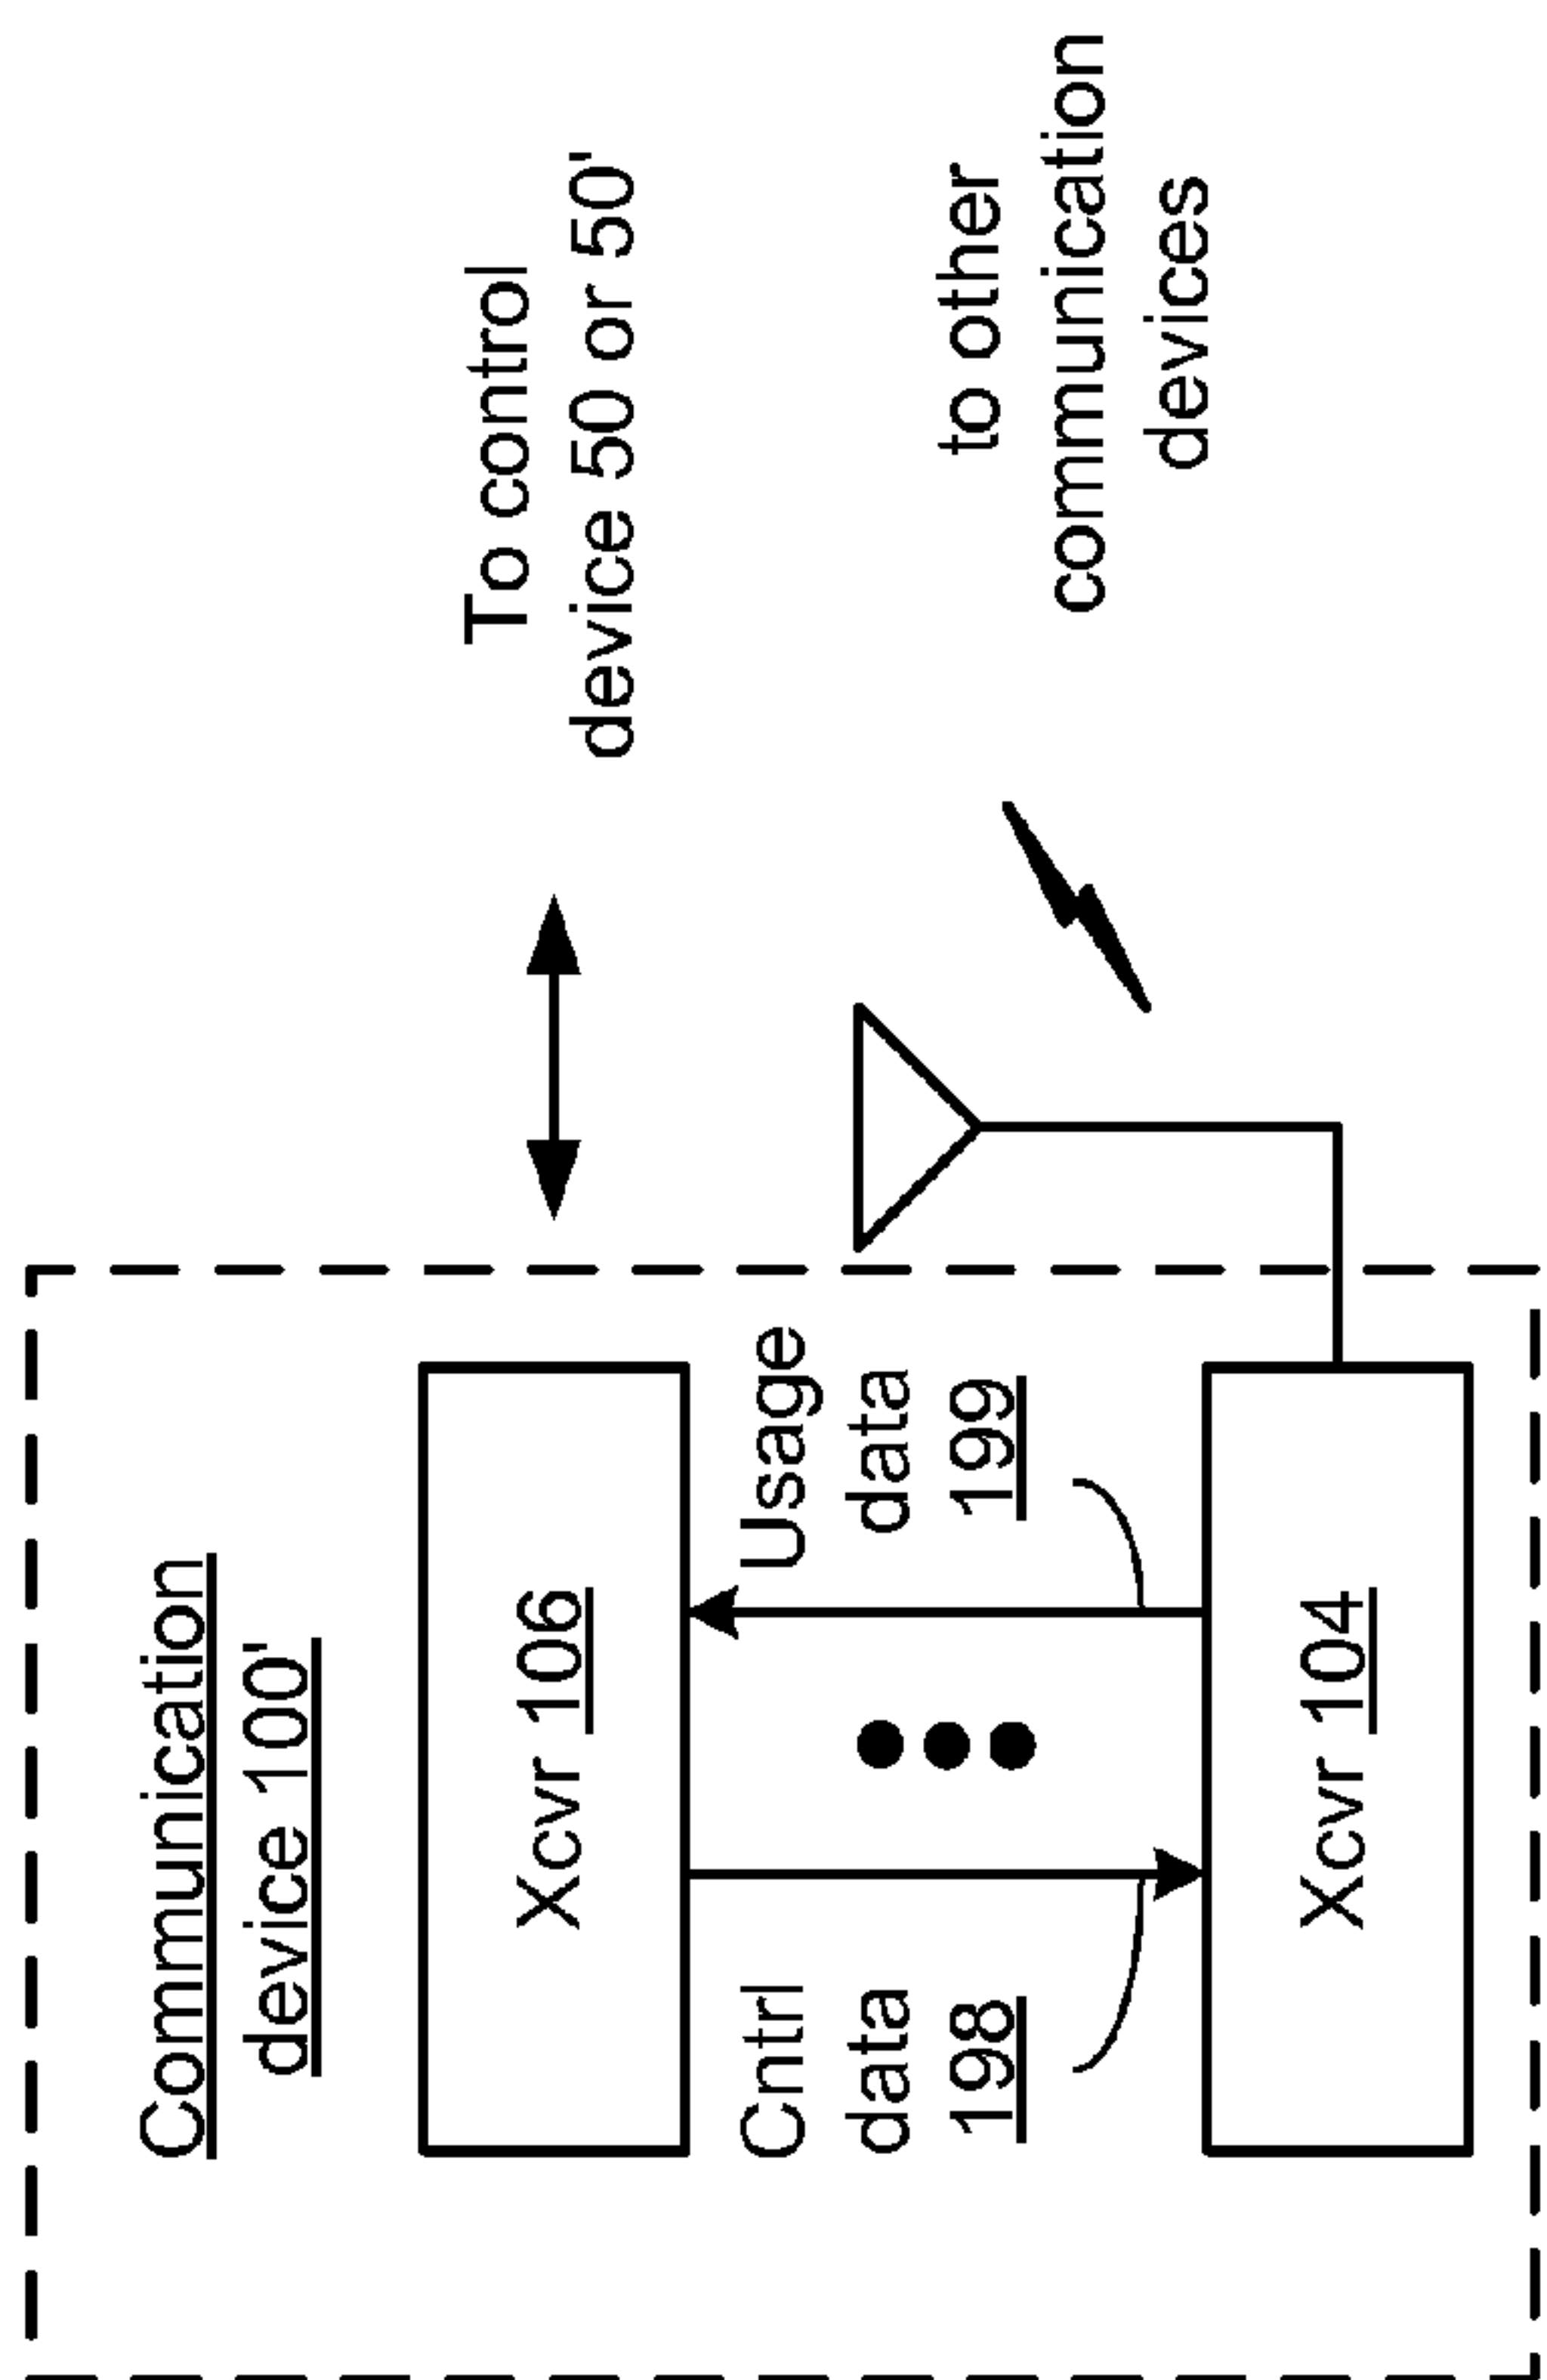 Communication
device 100'
Xcvr 106
To control
device 50 or 50'
Cntrl
data
198
Usage
data
199
to other
communication
devices
Xcvr 104